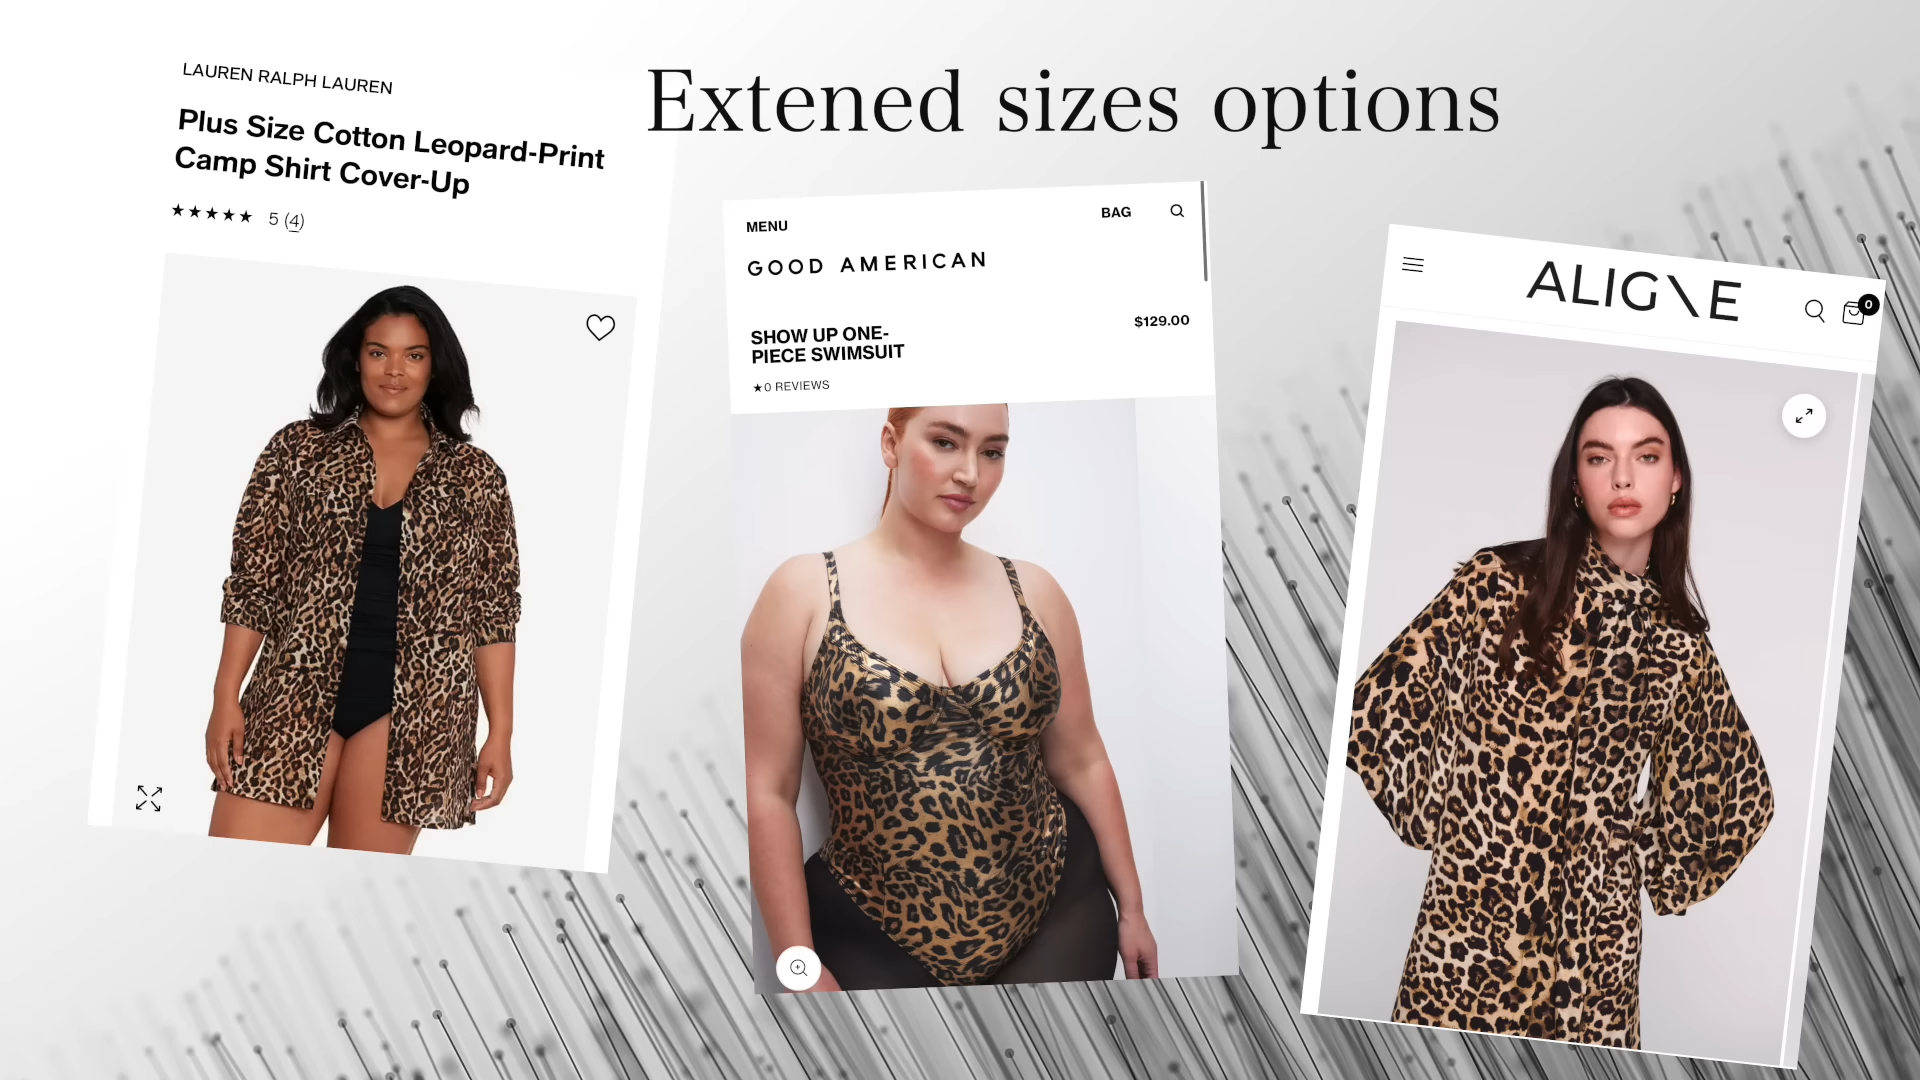 Extened sizes options
LAUREN RALPH LAUREN
Plus Size Cotton Leopard-Print
Camp Shirt Cover-Up
★★★★★ 5 (4)
MENU
BAG
GOOD AMERICAN
SHOW UP ONE-
PIECE SWIMSUIT
$129.00
★0 REVIEWS
ALIG\E
0